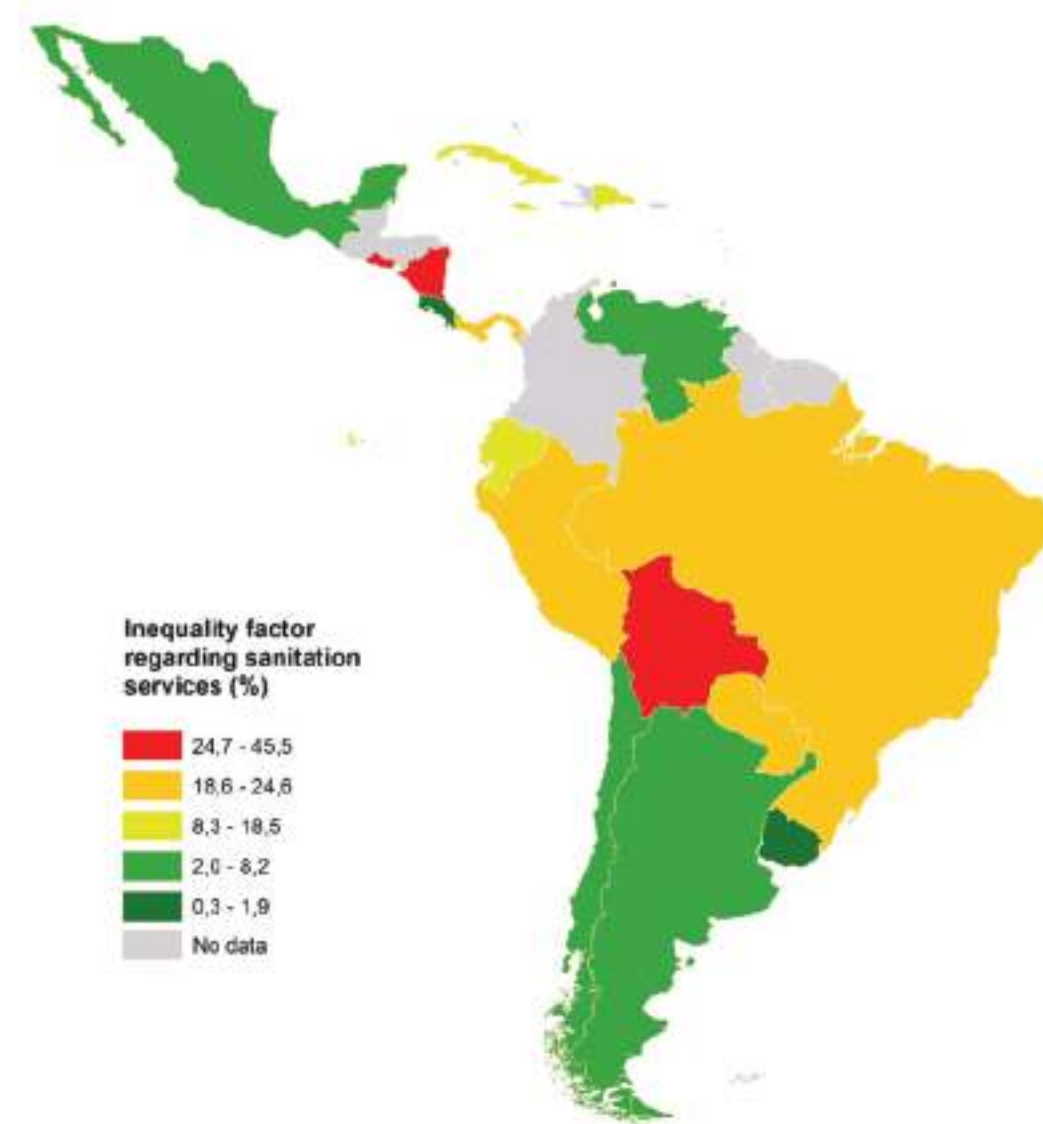 Inequality factor
regarding sanitation
services (%)
24,7 - 45,5
18,6 - 24,6
8,3 - 18,5
2,0 - 8,2
0,3 - 1,9
No data